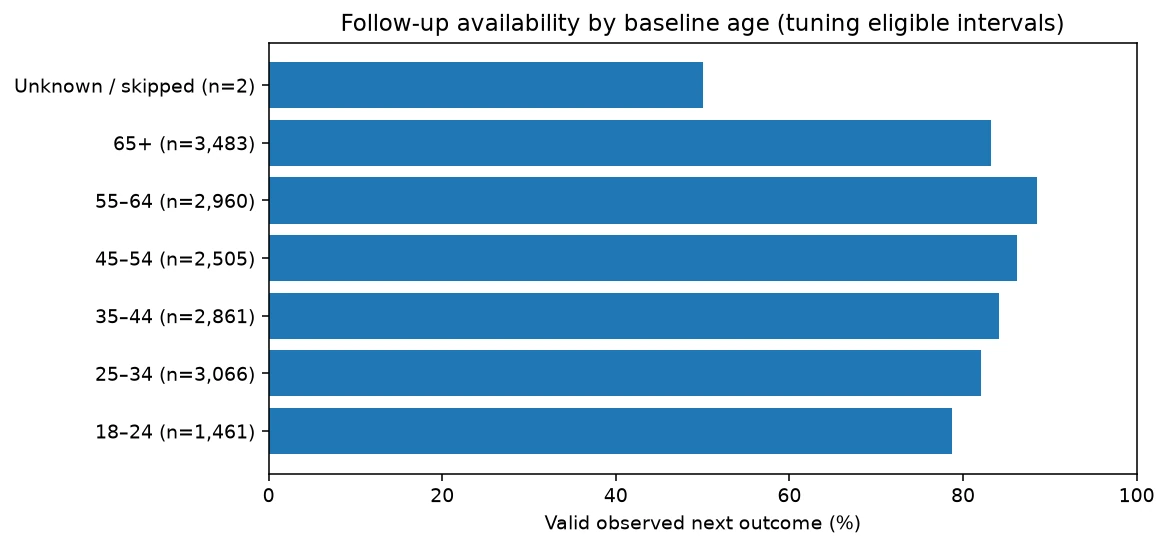 Follow-up availability by baseline age (tuning eligible intervals)
Unknown / skipped (n=2)
65+ (n=3,483)
55–64 (n=2,960)
45–54 (n=2,505)
35–44 (n=2,861)
25–34 (n=3,066)
18–24 (n=1,461)
0 20 40 60 80 100
Valid observed next outcome (%)